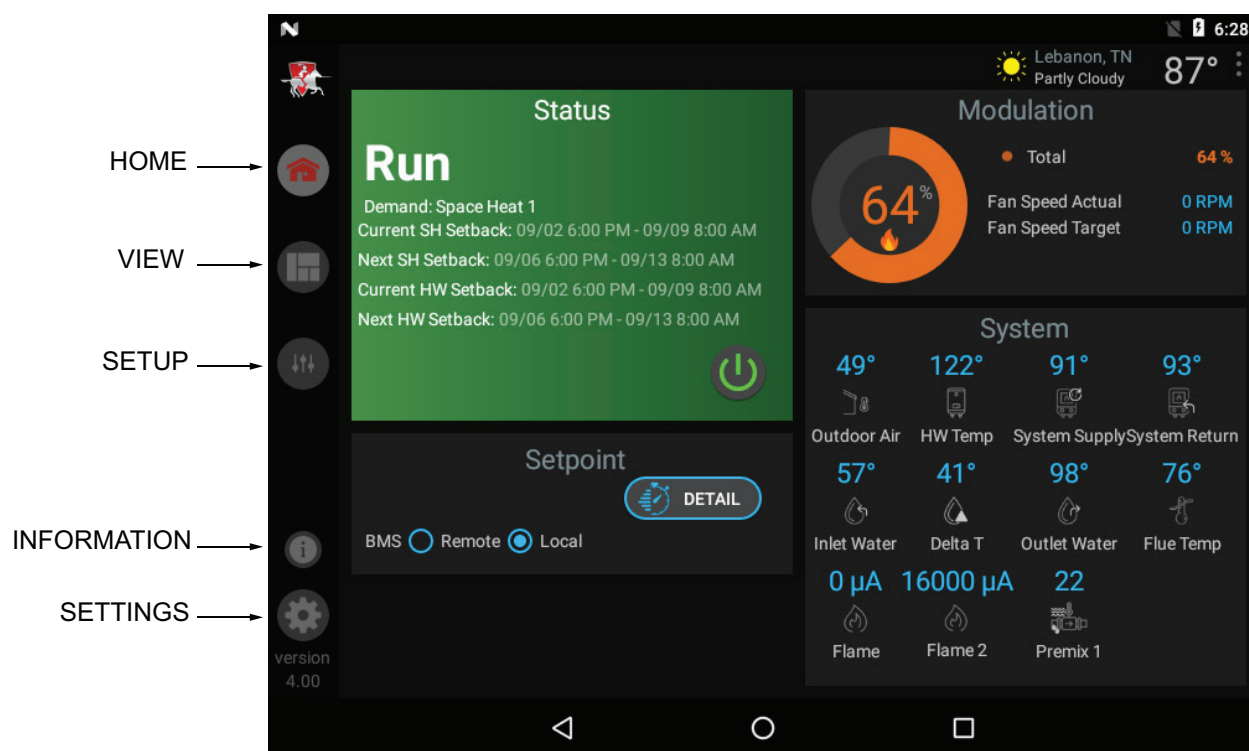 6:28
Lebanon, TN
Partly Cloudy
87°
HOME
VIEW
SETUP
INFORMATION
SETTINGS
version
4.00
Status
Run
Demand: Space Heat 1
Current SH Setback: 09/02 6:00 PM - 09/09 8:00 AM
Next SH Setback: 09/06 6:00 PM - 09/13 8:00 AM
Current HW Setback: 09/02 6:00 PM - 09/09 8:00 AM
Next HW Setback: 09/06 6:00 PM - 09/13 8:00 AM
Setpoint
DETAIL
BMS Remote Local
Modulation
64%
Total 64 %
Fan Speed Actual 0 RPM
Fan Speed Target 0 RPM
System
49° 122° 91° 93°
Outdoor Air HW Temp System Supply System Return
57° 41° 98° 76°
Inlet Water Delta T Outlet Water Flue Temp
0 µA 16000 µA 22
Flame Flame 2 Premix 1